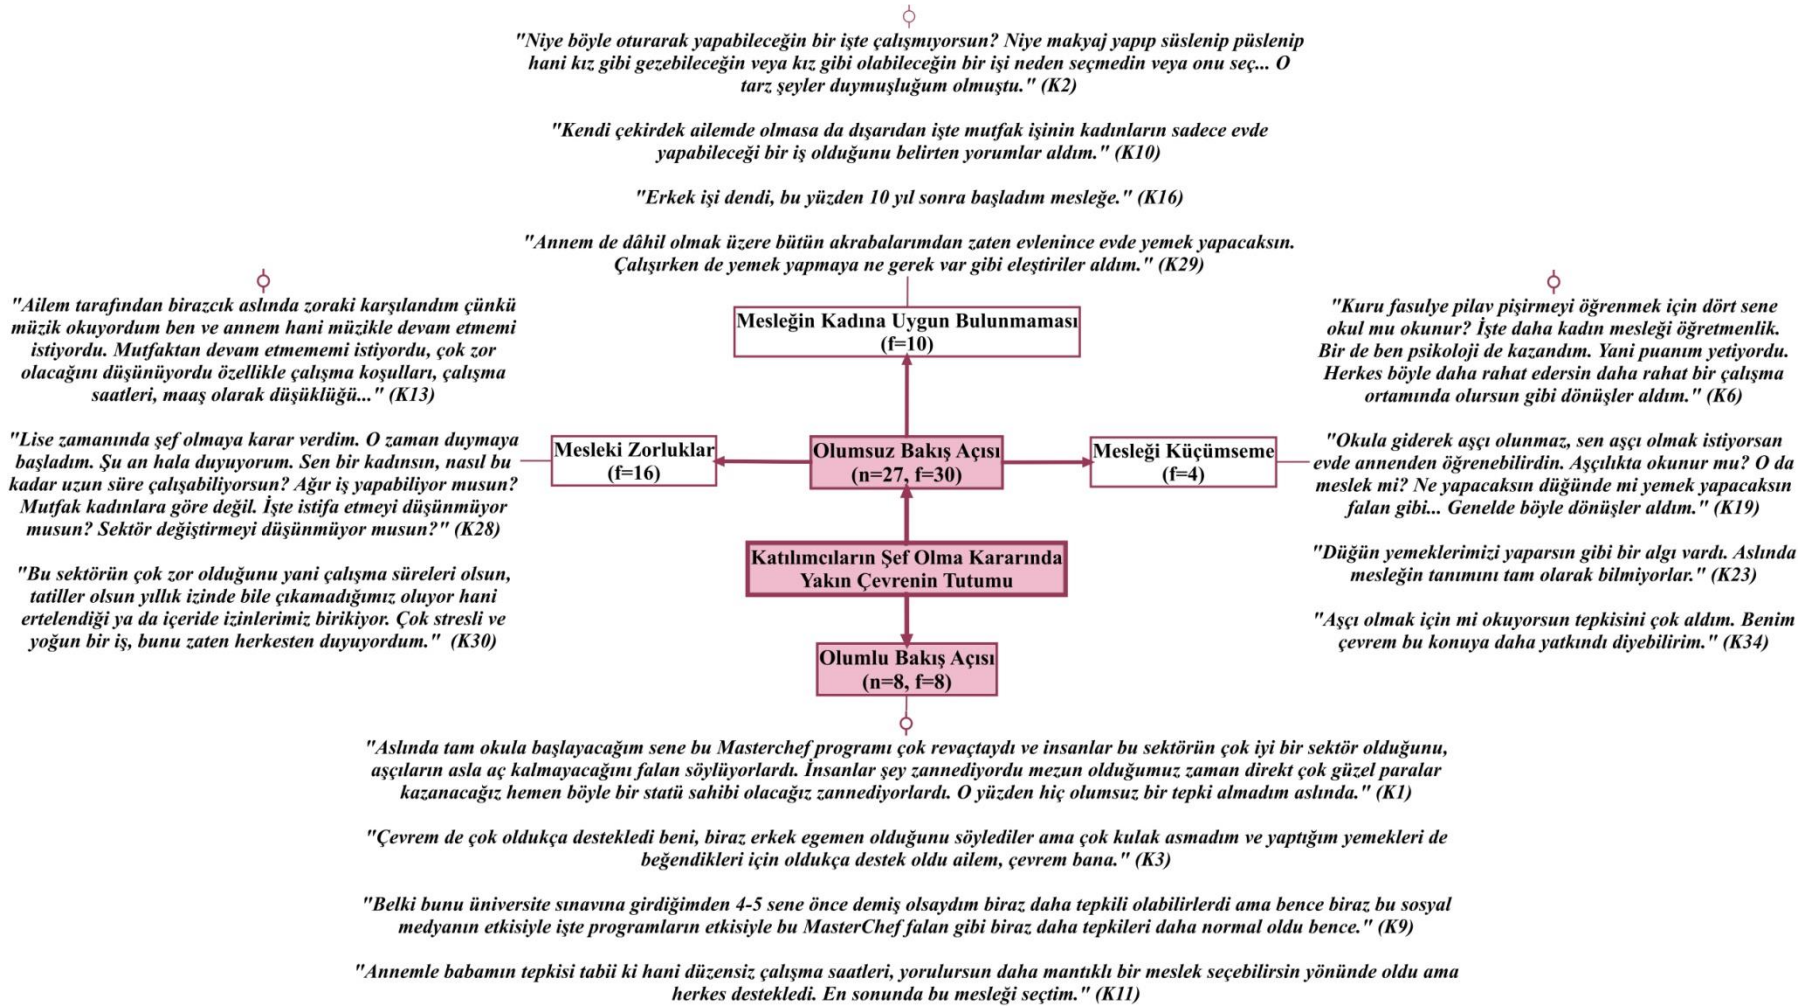 "Niye böyle oturarak yapabileceğin bir işte çalışmıyorsun? Niye makyaj yapıp süslenip püslenip
hani kız gibi gezebileceğin veya kız gibi olabileceğin bir işi neden seçmedin veya onu seç... O
tarz şeyler duymuşluğum olmuştu." (K2)
"Kendi çekirdek ailemde olmasa da dışarıdan işte mutfak işinin kadınların sadece evde
yapabileceği bir iş olduğunu belirten yorumlar aldım." (K10)
"Erkek işi dendi, bu yüzden 10 yıl sonra başladım mesleğe." (K16)
"Annem de dâhil olmak üzere bütün akrabalarımdan zaten evlenince evde yemek yapacaksın.
Çalışırken de yemek yapmaya ne gerek var gibi eleştiriler aldım." (K29)
Mesleğin Kadına Uygun Bulunmaması
(f=10)
"Ailem tarafından birazcık aslında zoraki karşılandım çünkü
müzik okuyordum ben ve annem hani müzikle devam etmemi
istiyordu. Mutfaktan devam etmememi istiyordu, çok zor
olacağını düşünüyordu özellikle çalışma koşulları, çalışma
saatleri, maaş olarak düşüklüğü..." (K13)
"Lise zamanında şef olmaya karar verdim. O zaman duymaya
başladım. Şu an hala duyuyorum. Sen bir kadınsın, nasıl bu
kadar uzun süre çalışabiliyorsun? Ağır iş yapabiliyor musun?
Mutfak kadınlara göre değil. İşte istifa etmeyi düşünmüyor
musun? Sektör değiştirmeyi düşünmüyor musun?" (K28)
"Bu sektörün çok zor olduğunu yani çalışma süreleri olsun,
tatiller olsun yıllık izinde bile çıkamadığımız oluyor hani
ertelendiği ya da içeride izinlerimiz birikiyor. Çok stresli ve
yoğun bir iş, bunu zaten herkesten duyuyordum." (K30)
Mesleki Zorluklar
(f=16)
Olumsuz Bakış Açısı
(n=27, f=30)
Mesleği Küçümseme
(f=4)
"Kuru fasulye pilav pişirmeyi öğrenmek için dört sene
okul mu okunur? İşte daha kadın mesleği öğretmenlik.
Bir de ben psikoloji de kazandım. Yani puanım yetiyordu.
Herkes böyle daha rahat edersin daha rahat bir çalışma
ortamında olursun gibi dönüşler aldım." (K6)
"Okula giderek aşçı olunmaz, sen aşçı olmak istiyorsan
evde annenden öğrenebilirdin. Aşçılıkta okunur mu? O da
meslek mi? Ne yapacaksın düğünde mi yemek yapacaksın
falan gibi... Genelde böyle dönüşler aldım." (K19)
"Düğün yemeklerimizi yaparsın gibi bir algı vardı. Aslında
mesleğin tanımını tam olarak bilmiyorlar." (K23)
"Aşçı olmak için mi okuyorsun tepkisini çok aldım. Benim
çevrem bu konuya daha yatkındı diyebilirim." (K34)
Katılımcıların Şef Olma Kararında
Yakın Çevrenin Tutumu
Olumlu Bakış Açısı
(n=8, f=8)
"Aslında tam okula başlayacağım sene bu Masterchef programı çok revaçtaydı ve insanlar bu sektörün çok iyi bir sektör olduğunu,
aşçıların asla aç kalmayacağını falan söylüyorlardı. İnsanlar şey zannediyordu mezun olduğumuz zaman direkt çok güzel paralar
kazanacağız hemen böyle bir statü sahibi olacağız zannediyorlardı. O yüzden hiç olumsuz bir tepki almadım aslında." (K1)
"Çevrem de çok oldukça destekledi beni, biraz erkek egemen olduğunu söylediler ama çok kulak asmadım ve yaptığım yemekleri de
beğendikleri için oldukça destek oldu ailem, çevrem bana." (K3)
"Belki bunu üniversite sınavına girdiğimden 4-5 sene önce demiş olsaydım biraz daha tepkili olabilirlerdi ama bence biraz bu sosyal
medyanın etkisiyle işte programların etkisiyle bu MasterChef falan gibi biraz daha tepkileri daha normal oldu bence." (K9)
"Annemle babamın tepkisi tabii ki hani düzensiz çalışma saatleri, yorulursun daha mantıklı bir meslek seçebilirsin yönünde oldu ama
herkes destekledi. En sonunda bu mesleği seçtim." (K11)